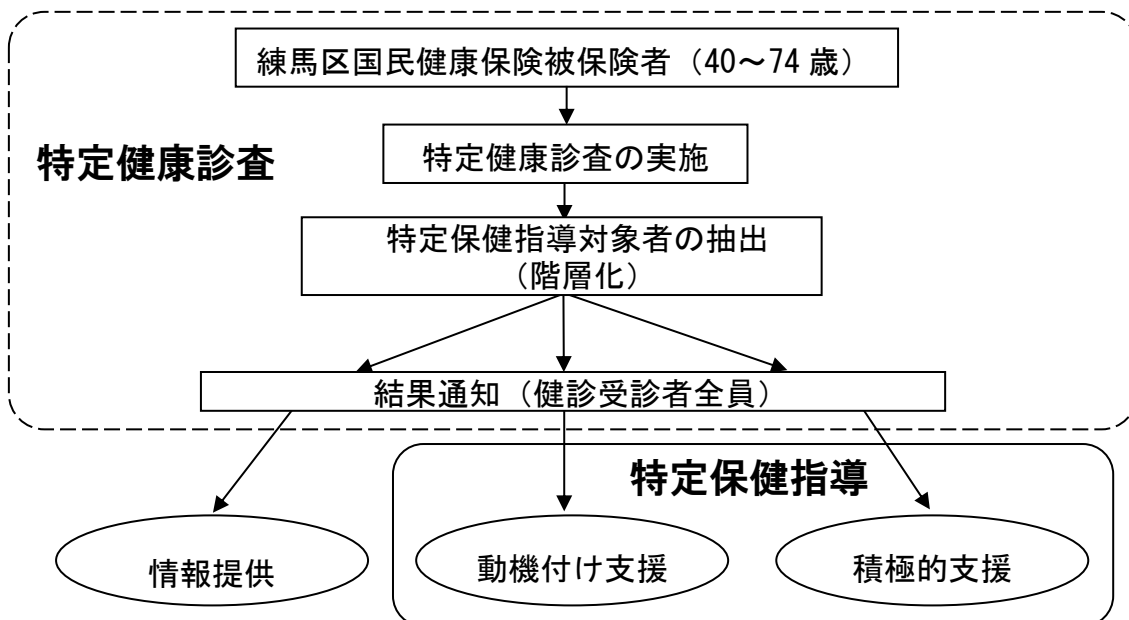 練馬区国民健康保険被保険者（40～74 歳）
特定健康診査
特定健康診査の実施
特定保健指導対象者の抽出
（階層化）
結果通知（健診受診者全員）
特定保健指導
情報提供
動機付け支援
積極的支援